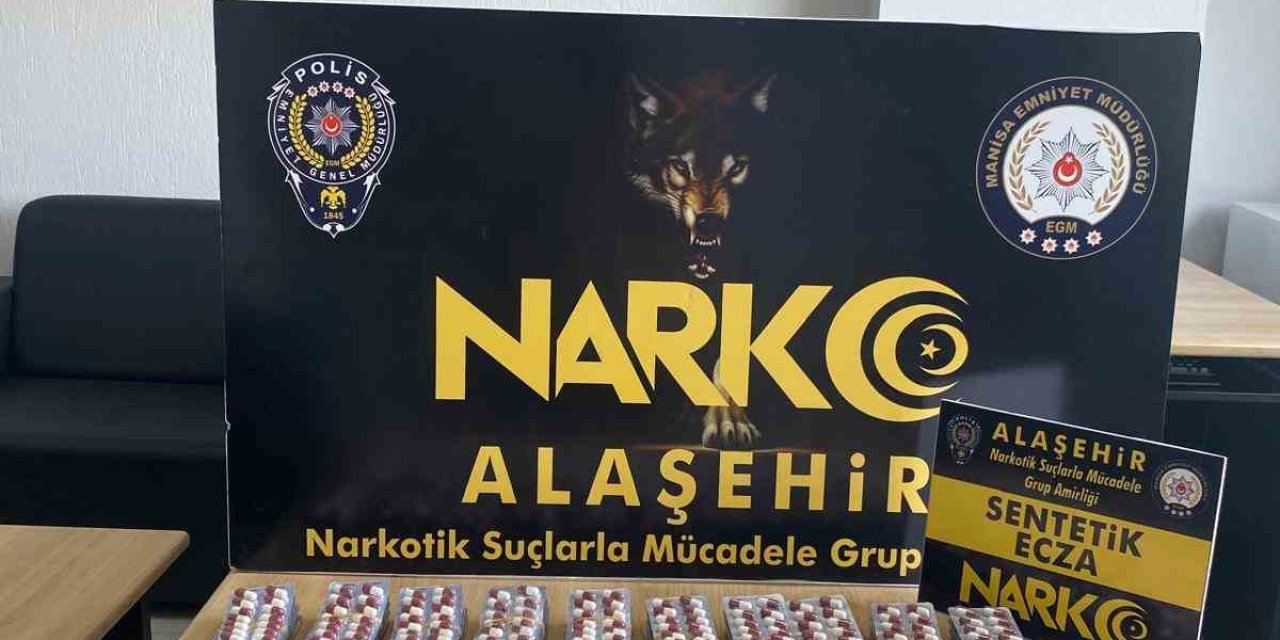 POLİS
EMNİYET GENEL MÜDÜRLÜĞÜ
EGM
1845
MANİSA EMNİYET MÜDÜRLÜĞÜ
EGM
NARKO
ALAŞEHİR
Narkotik Suçlarla Mücadele Grup
ALAŞEHİR
Narkotik Suçlarla Mücadele
Grup Amirliği
SENTETİK
ECZA
NARKO